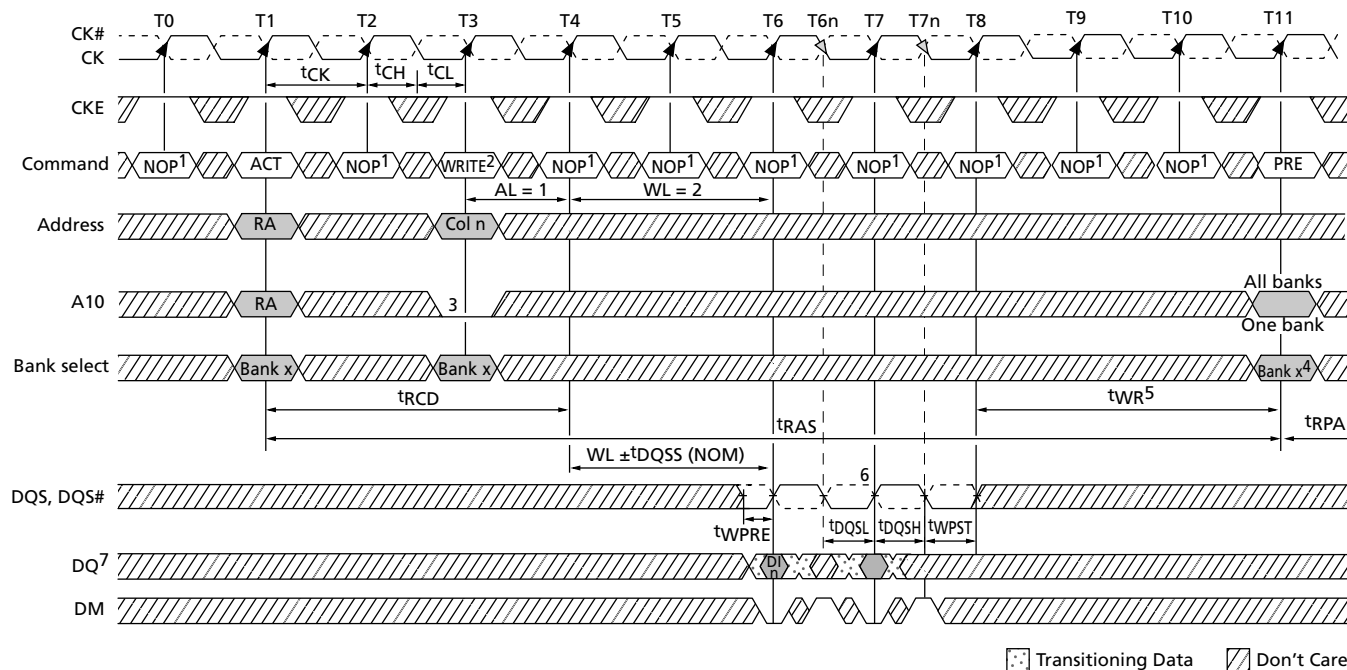 T0 T1 T2 T3 T4 T5 T6 T6n T7 T7n T8 T9 T10 T11
CK#
CK
tCK tCH tCL
CKE
Command NOP1 ACT NOP1 WRITE2 NOP1 NOP1 NOP1 NOP1 NOP1 NOP1 NOP1 PRE
AL = 1 WL = 2
Address RA Col n
All banks
A10 RA 3
One bank
Bank select Bank x Bank x Bank x4
tRCD tWR5
tRAS tRPA
WL ±tDQSS (NOM)
6
DQS, DQS#
tWPRE tDQSL tDQSH tWPST
DQ7 DI
n
DM
Transitioning Data Don't Care